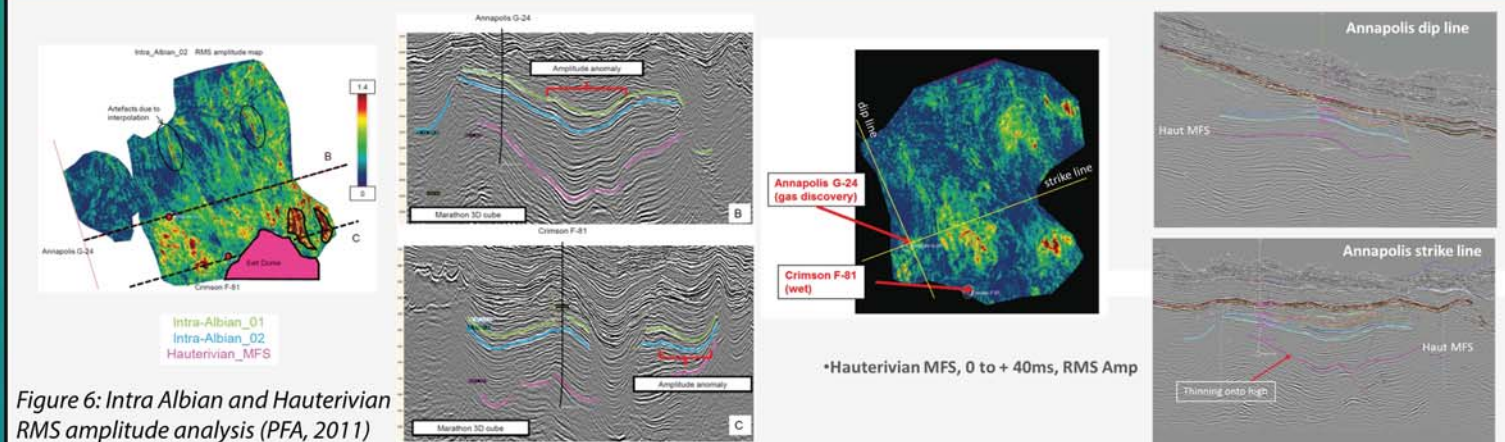 Intra_Albian_02 RMS amplitude map
Artefacts due to
interpolation
1.4
0
B
C
Annapolis G-24
Salt Dome
Crimson F-81
Intra-Albian_01
Intra-Albian_02
Hauterivian_MFS
Figure 6: Intra Albian and Hauterivian
RMS amplitude analysis (PFA, 2011)
Annapolis G-24
Amplitude anomaly
Marathon 3D cube
B
Crimson F-81
Amplitude anomaly
Marathon 3D cube
C
dip line
strike line
Annapolis G-24
(gas discovery)
Crimson F-81
(wet)
•Hauterivian MFS, 0 to + 40ms, RMS Amp
Annapolis dip line
Haut MFS
Annapolis strike line
Haut MFS
Thinning onto high